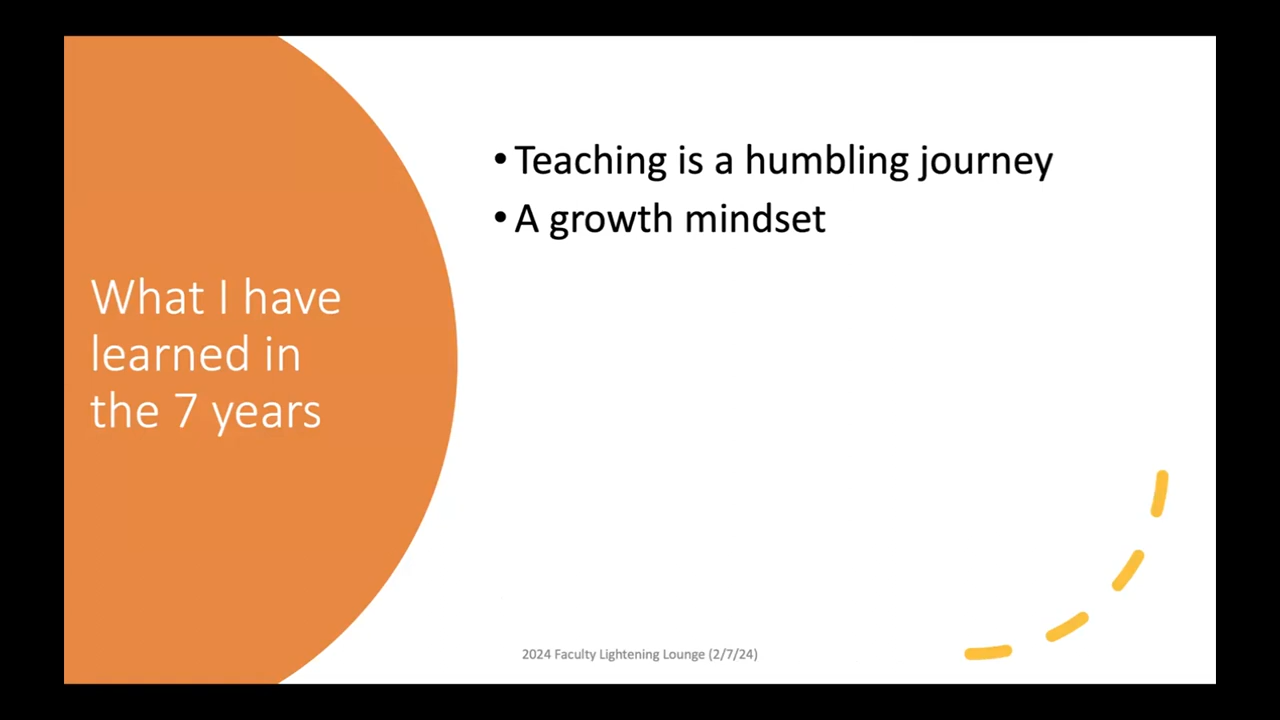 What I have
learned in
the 7 years
• Teaching is a humbling journey
• A growth mindset
2024 Faculty Lightening Lounge (2/7/24)